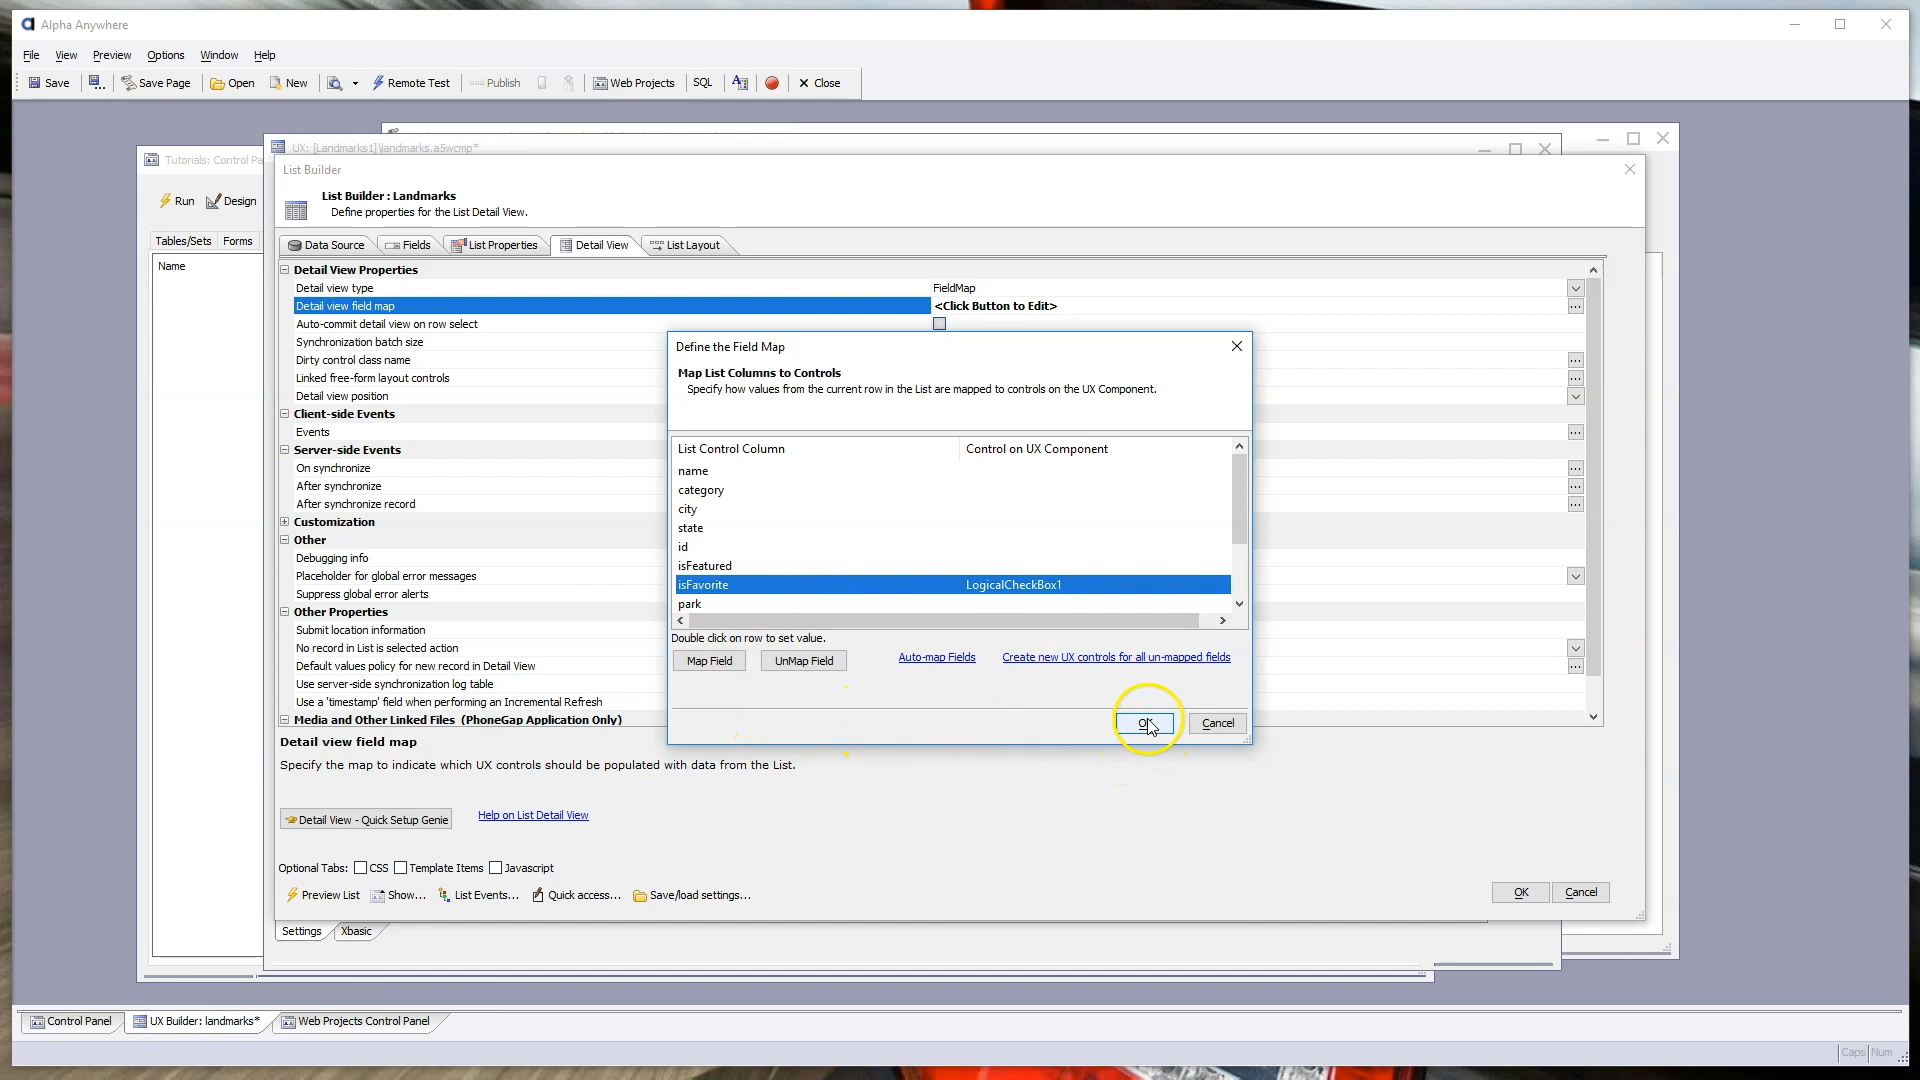 Alpha Anywhere
File View Preview Options Window Help
Save Save Page Open New Remote Test Publish Web Projects SQL Close
Tutorials: Control Pa
UX: [Landmarks1]\landmarks.a5wcmp*
Run Design
Tables/Sets Forms
Name
List Builder
List Builder : Landmarks
Define properties for the List Detail View.
Data Source Fields List Properties Detail View List Layout
Detail View Properties
Detail view type FieldMap
Detail view field map <Click Button to Edit>
Auto-commit detail view on row select
Synchronization batch size
Dirty control class name
Linked free-form layout controls
Detail view position
Client-side Events
Events
Server-side Events
On synchronize
After synchronize
After synchronize record
Customization
Other
Debugging info
Placeholder for global error messages
Suppress global error alerts
Other Properties
Submit location information
No record in List is selected action
Default values policy for new record in Detail View
Use server-side synchronization log table
Use a 'timestamp' field when performing an Incremental Refresh
Media and Other Linked Files (PhoneGap Application Only)
Detail view field map
Specify the map to indicate which UX controls should be populated with data from the List.
Detail View - Quick Setup Genie Help on List Detail View
Optional Tabs: CSS Template Items Javascript
Preview List Show... List Events... Quick access... Save/load settings...
OK Cancel
Define the Field Map
Map List Columns to Controls
Specify how values from the current row in the List are mapped to controls on the UX Component.
List Control Column Control on UX Component
name
category
city
state
id
isFeatured
isFavorite LogicalCheckBox1
park
Double click on row to set value.
Map Field UnMap Field Auto-map Fields Create new UX controls for all un-mapped fields
OK Cancel
Settings Xbasic
Control Panel UX Builder: landmarks* Web Projects Control Panel
Caps Num